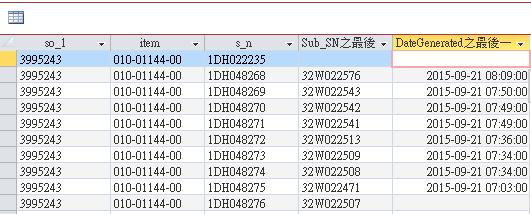 so_1 item s_n Sub_SN之最後 DateGenerated之最後一
3995243 010-01144-00 1DH022235
3995243 010-01144-00 1DH048268 32W022576 2015-09-21 08:09:00
3995243 010-01144-00 1DH048269 32W022543 2015-09-21 07:50:00
3995243 010-01144-00 1DH048270 32W022542 2015-09-21 07:49:00
3995243 010-01144-00 1DH048271 32W022541 2015-09-21 07:49:00
3995243 010-01144-00 1DH048272 32W022513 2015-09-21 07:36:00
3995243 010-01144-00 1DH048273 32W022509 2015-09-21 07:34:00
3995243 010-01144-00 1DH048274 32W022508 2015-09-21 07:34:00
3995243 010-01144-00 1DH048275 32W022471 2015-09-21 07:03:00
3995243 010-01144-00 1DH048276 32W022507